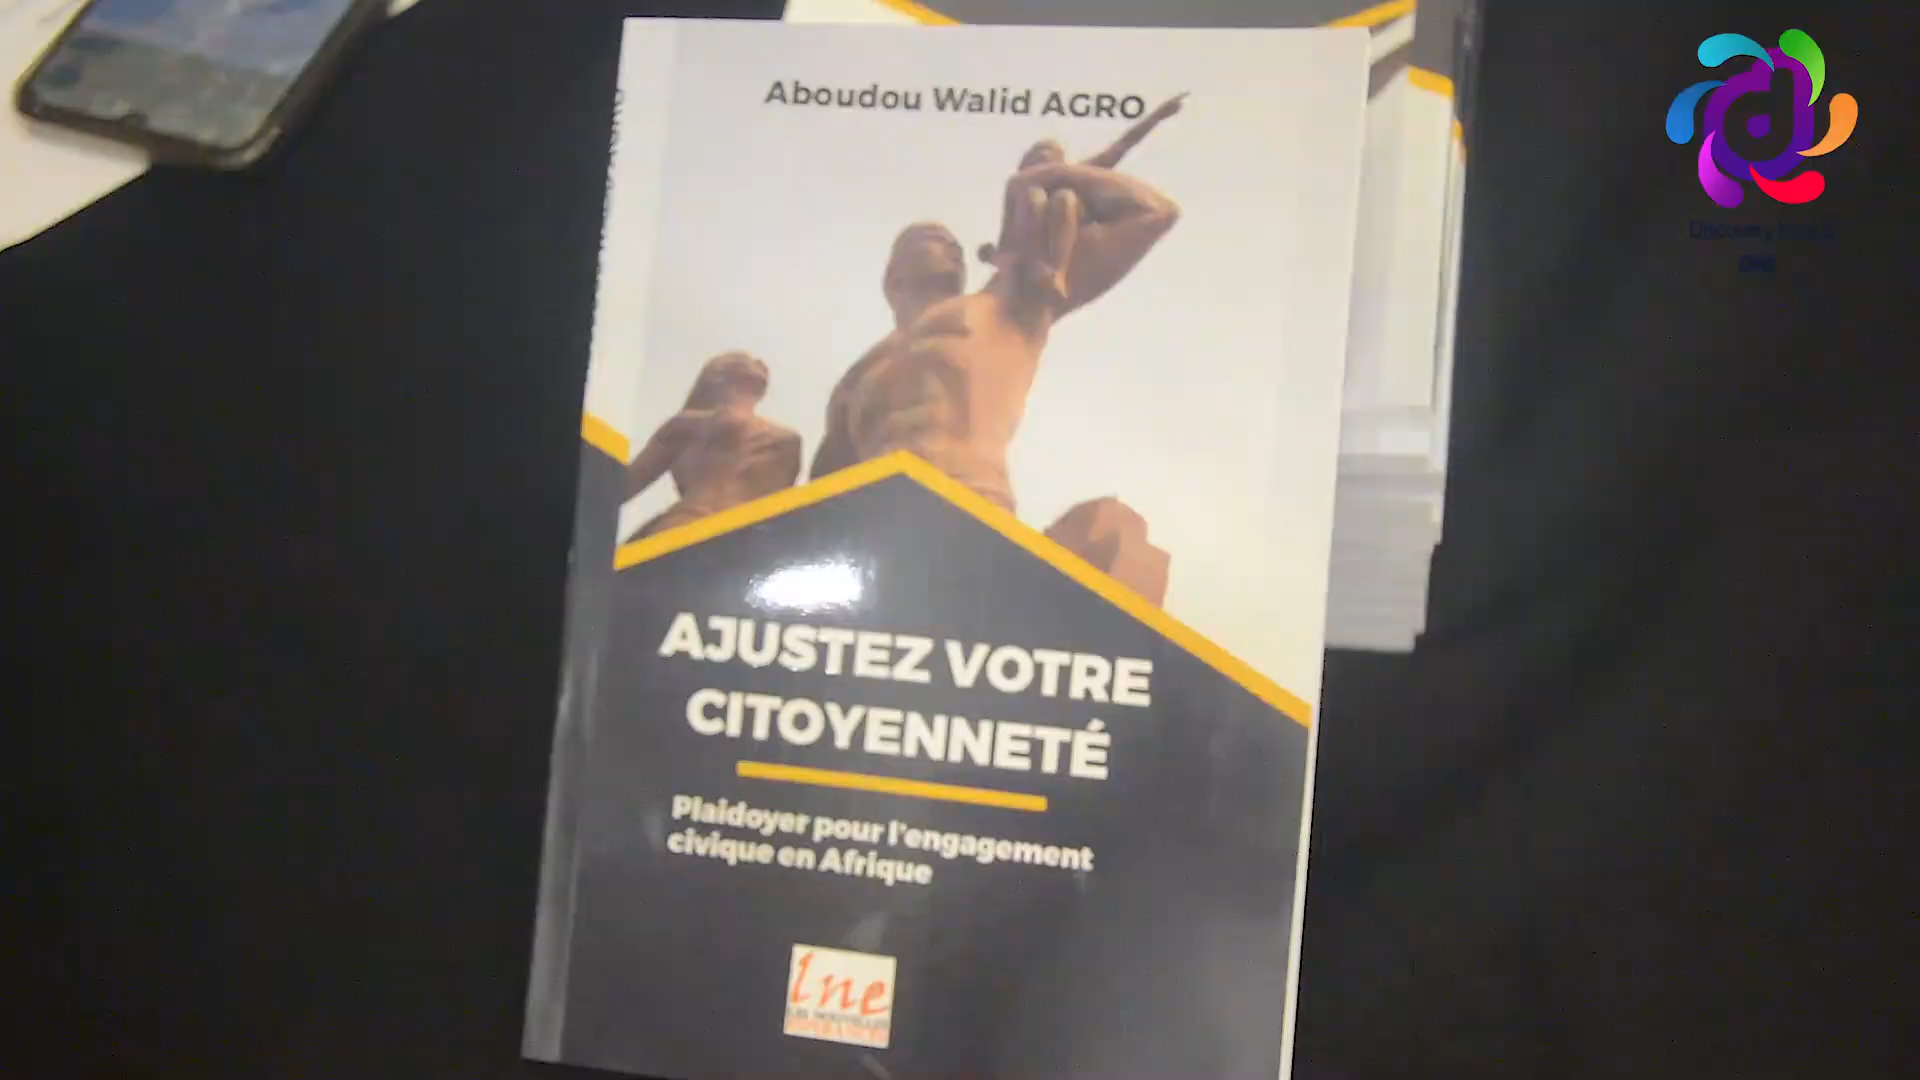 Aboudou Walid AGRO
AJUSTEZ VOTRE
CITOYENNETÉ
Plaidoyer pour l'engagement
civique en Afrique
lne